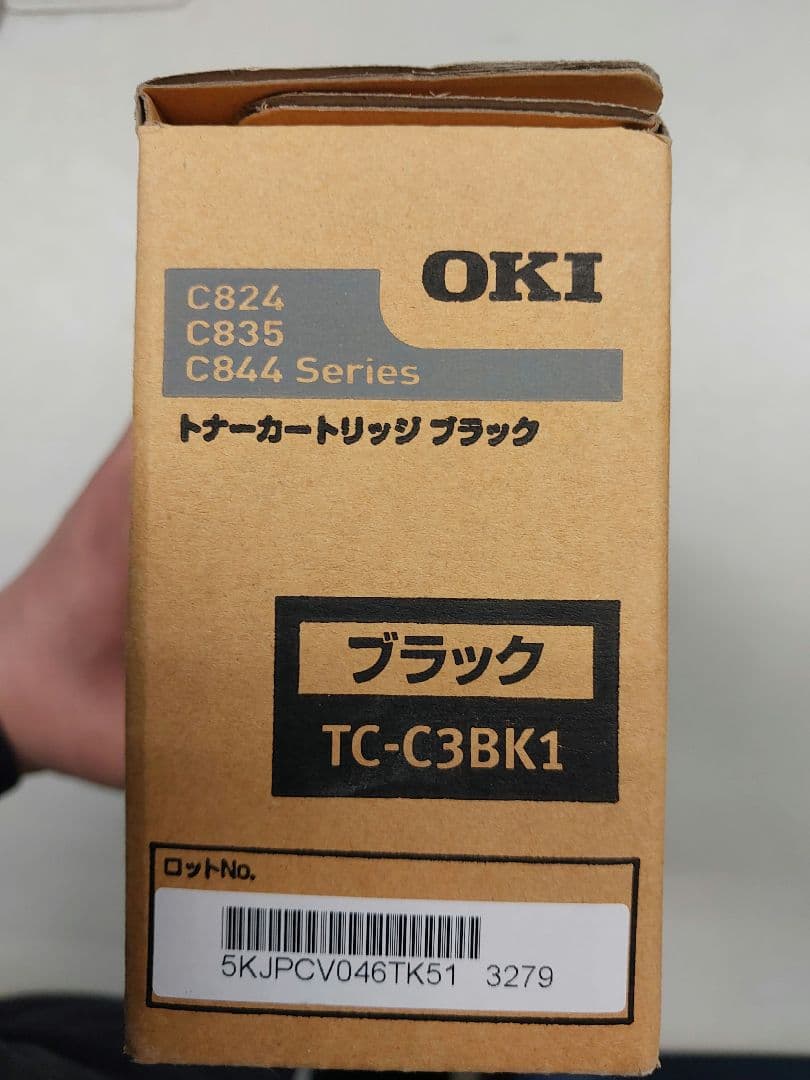 OKI
C824
C835
C844 Series
トナーカートリッジ ブラック
ブラック
TC-C3BK1
ロットNo.
5KJPCV046TK51 3279